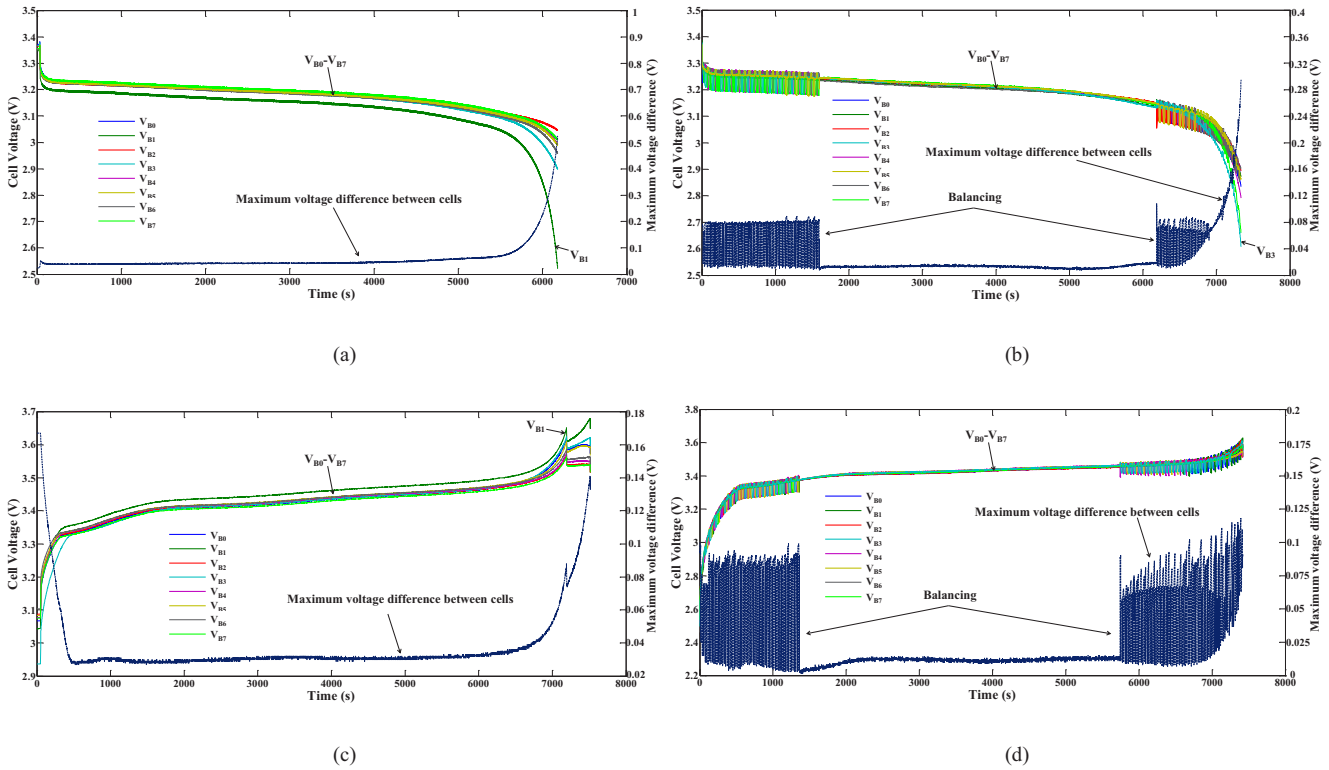 3.5
3.4
3.3
3.2
3.1
3
2.9
2.8
2.7
2.6
2.5
Cell Voltage (V)
0
1000
2000
3000
4000
5000
6000
7000
Time (s)
1
0.9
0.8
0.7
0.6
0.5
0.4
0.3
0.2
0.1
0
Maximum voltage difference (V)
VB0-VB7
VB0
VB1
VB2
VB3
VB4
VB5
VB6
VB7
Maximum voltage difference between cells
VB1
(a)
3.5
3.4
3.3
3.2
3.1
3
2.9
2.8
2.7
2.6
2.5
Cell Voltage (V)
0
1000
2000
3000
4000
5000
6000
7000
8000
Time (s)
0.4
0.36
0.32
0.28
0.24
0.2
0.16
0.12
0.08
0.04
0
Maximum voltage difference (V)
VB0-VB7
VB0
VB1
VB2
VB3
VB4
VB5
VB6
VB7
Maximum voltage difference between cells
Balancing
VB3
(b)
3.7
3.6
3.5
3.4
3.3
3.2
3.1
3
2.9
Cell Voltage (V)
0
1000
2000
3000
4000
5000
6000
7000
8000
Time (s)
0.18
0.16
0.14
0.12
0.1
0.08
0.06
0.04
0.02
Maximum voltage difference (V)
VB1
VB0-VB7
VB0
VB1
VB2
VB3
VB4
VB5
VB6
VB7
Maximum voltage difference between cells
(c)
3.8
3.6
3.4
3.2
3
2.8
2.6
2.4
2.2
Cell Voltage (V)
0
1000
2000
3000
4000
5000
6000
7000
8000
Time (s)
0.2
0.175
0.15
0.125
0.1
0.075
0.05
0.025
0
Maximum voltage difference (V)
VB0-VB7
VB0
VB1
VB2
VB3
VB4
VB5
VB6
VB7
Maximum voltage difference between cells
Balancing
(d)